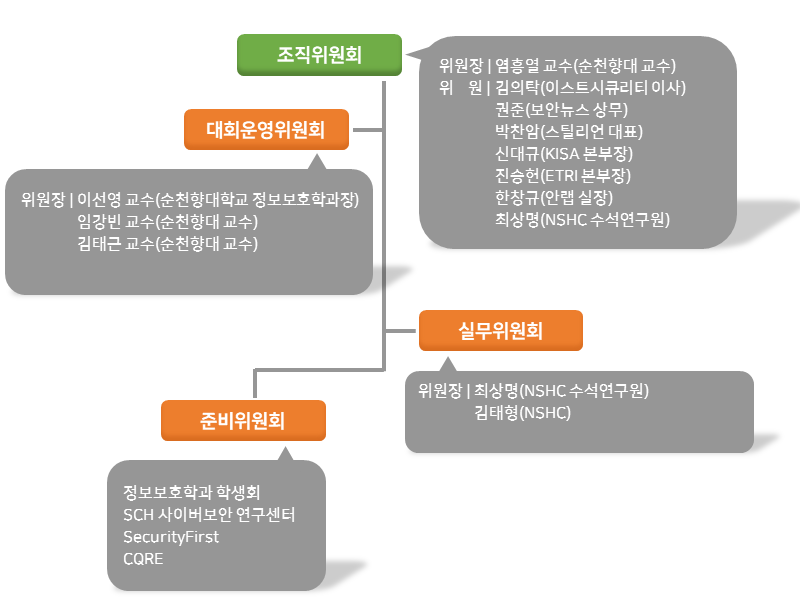 조직위원회
위원장 | 염흥열 교수(순천향대 교수)
위 원 | 김의탁(이스트시큐리티 이사)
권준(보안뉴스 상무)
박찬암(스틸리언 대표)
신대규(KISA 본부장)
진승헌(ETRI 본부장)
한창규(안랩 실장)
최상명(NSHC 수석연구원)
대회운영위원회
위원장 | 이선영 교수(순천향대학교 정보보호학과장)
임강빈 교수(순천향대 교수)
김태근 교수(순천향대 교수)
실무위원회
위원장 | 최상명(NSHC 수석연구원)
김태형(NSHC)
준비위원회
정보보호학과 학생회
SCH 사이버보안 연구센터
SecurityFirst
CQRE